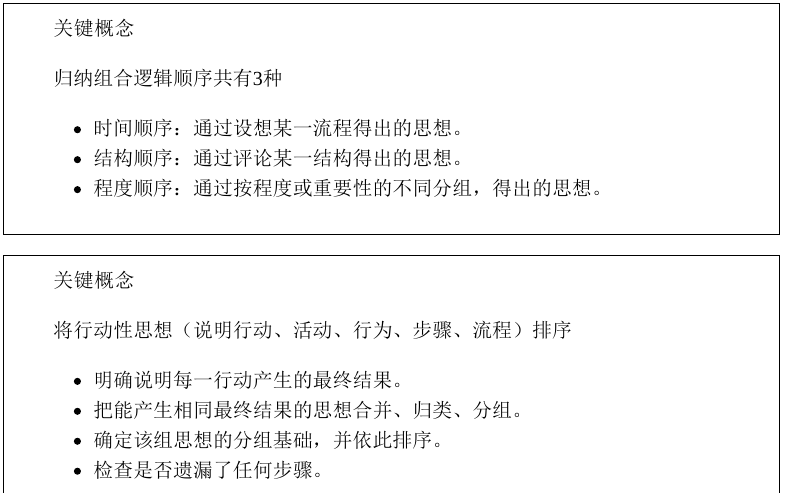 关键概念
归纳组合逻辑顺序共有3种
• 时间顺序：通过设想某一流程得出的思想。
• 结构顺序：通过评论某一结构得出的思想。
• 程度顺序：通过按程度或重要性的不同分组，得出的思想。
关键概念
将行动性思想（说明行动、活动、行为、步骤、流程）排序
• 明确说明每一行动产生的最终结果。
• 把能产生相同最终结果的思想合并、归类、分组。
• 确定该组思想的分组基础，并依此排序。
• 检查是否遗漏了任何步骤。